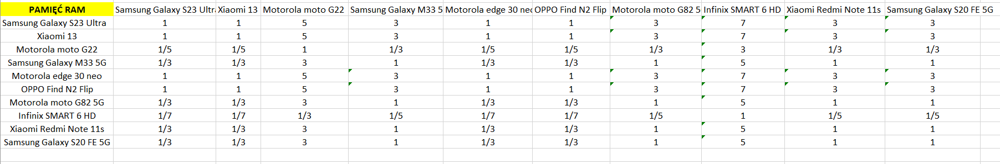 PAMIĘĆ RAM Samsung Galaxy S23 Ultra Xiaomi 13 Motorola moto G22 Samsung Galaxy M33 5 Motorola edge 30 neo OPPO Find N2 Flip Motorola moto G82 5 Infinix SMART 6 HD Xiaomi Redmi Note 11s Samsung Galaxy S20 FE 5G
Samsung Galaxy S23 Ultra 1 1 5 3 1 1 3 7 3 3
Xiaomi 13 1 1 5 3 1 1 3 7 3 3
Motorola moto G22 1/5 1/5 1 1/3 1/5 1/5 1/3 3 1/3 1/3
Samsung Galaxy M33 5G 1/3 1/3 3 1 1/3 1/3 1 5 1 1
Motorola edge 30 neo 1 1 5 3 1 1 3 7 3 3
OPPO Find N2 Flip 1 1 5 3 1 1 3 7 3 3
Motorola moto G82 5G 1/3 1/3 3 1 1/3 1/3 1 5 1 1
Infinix SMART 6 HD 1/7 1/7 1/3 1/5 1/7 1/7 1/5 1 1/5 1/5
Xiaomi Redmi Note 11s 1/3 1/3 3 1 1/3 1/3 1 5 1 1
Samsung Galaxy S20 FE 5G 1/3 1/3 3 1 1/3 1/3 1 5 1 1